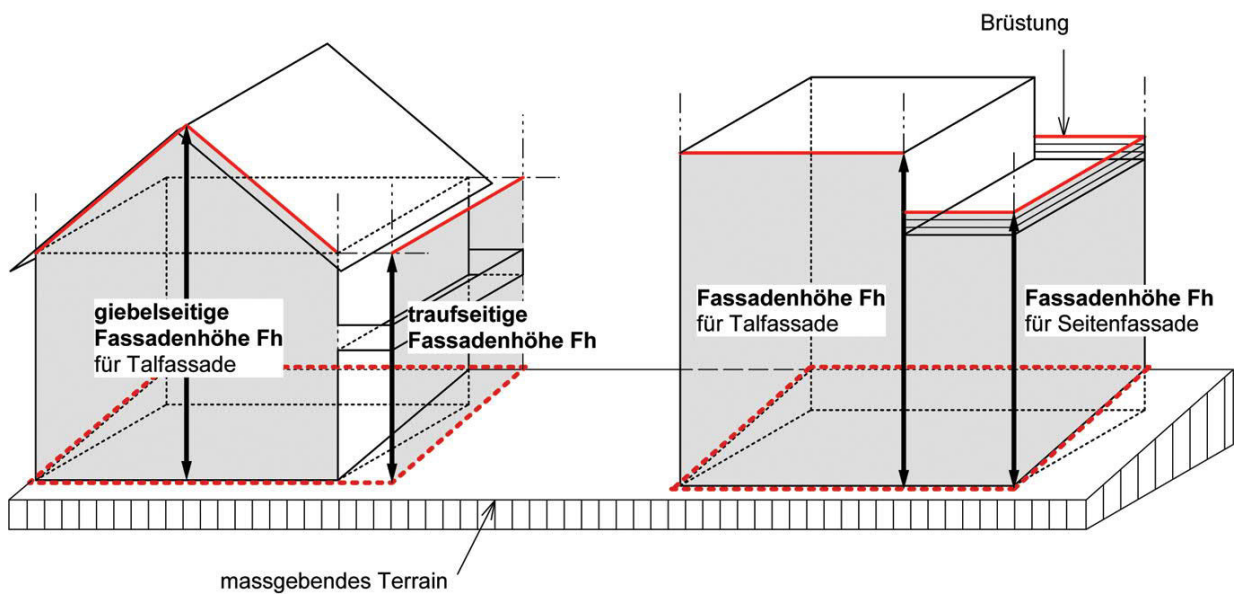 Brüstung
giebelseitige
Fassadenhöhe Fh
für Talfassade
traufseitige
Fassadenhöhe Fh
Fassadenhöhe Fh
für Talfassade
Fassadenhöhe Fh
für Seitenfassade
massgebendes Terrain